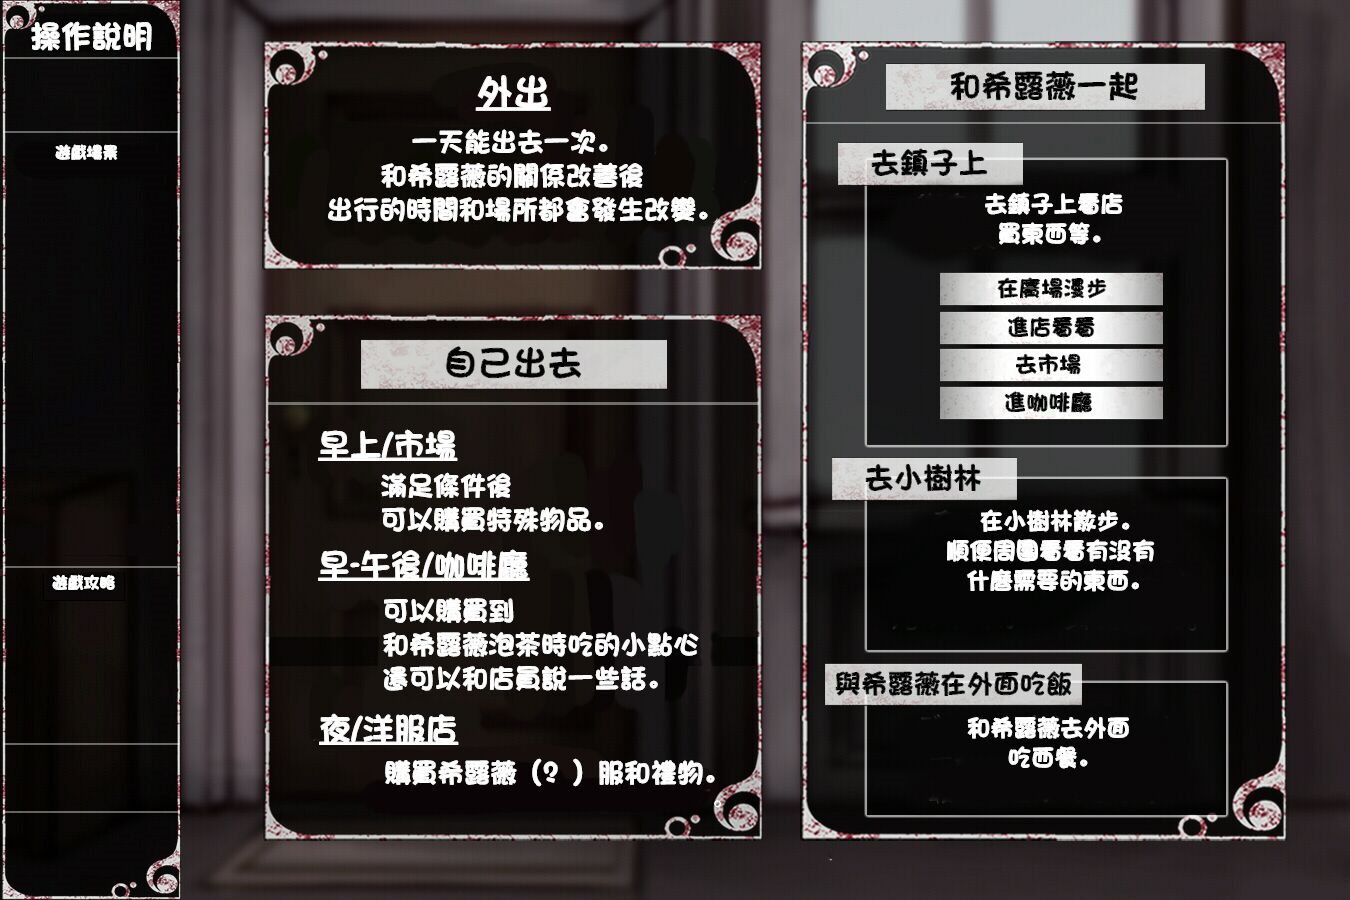 操作說明
遊戲檔案
遊戲攻略
外出
一天能出去一次。
和希露薇的關係改善後
出行的時間和場所都會發生改變。
自己出去
早上/市場
滿足條件後
可以購買特殊物品。
早-午後/咖啡廳
可以購買到
和希露薇泡茶時吃的小點心
還可以和店員說一些話。
夜/洋服店
購買希露薇（？）服和禮物。
和希露薇一起
去鎮子上
去鎮子上看店
買東西等。
在廣場漫步
進店看看
去市場
進咖啡廳
去小樹林
在小樹林散步。
順便周圍看看有没有
什麼需要的東西。
與希露薇在外面吃飯
和希露薇去外面
吃西餐。